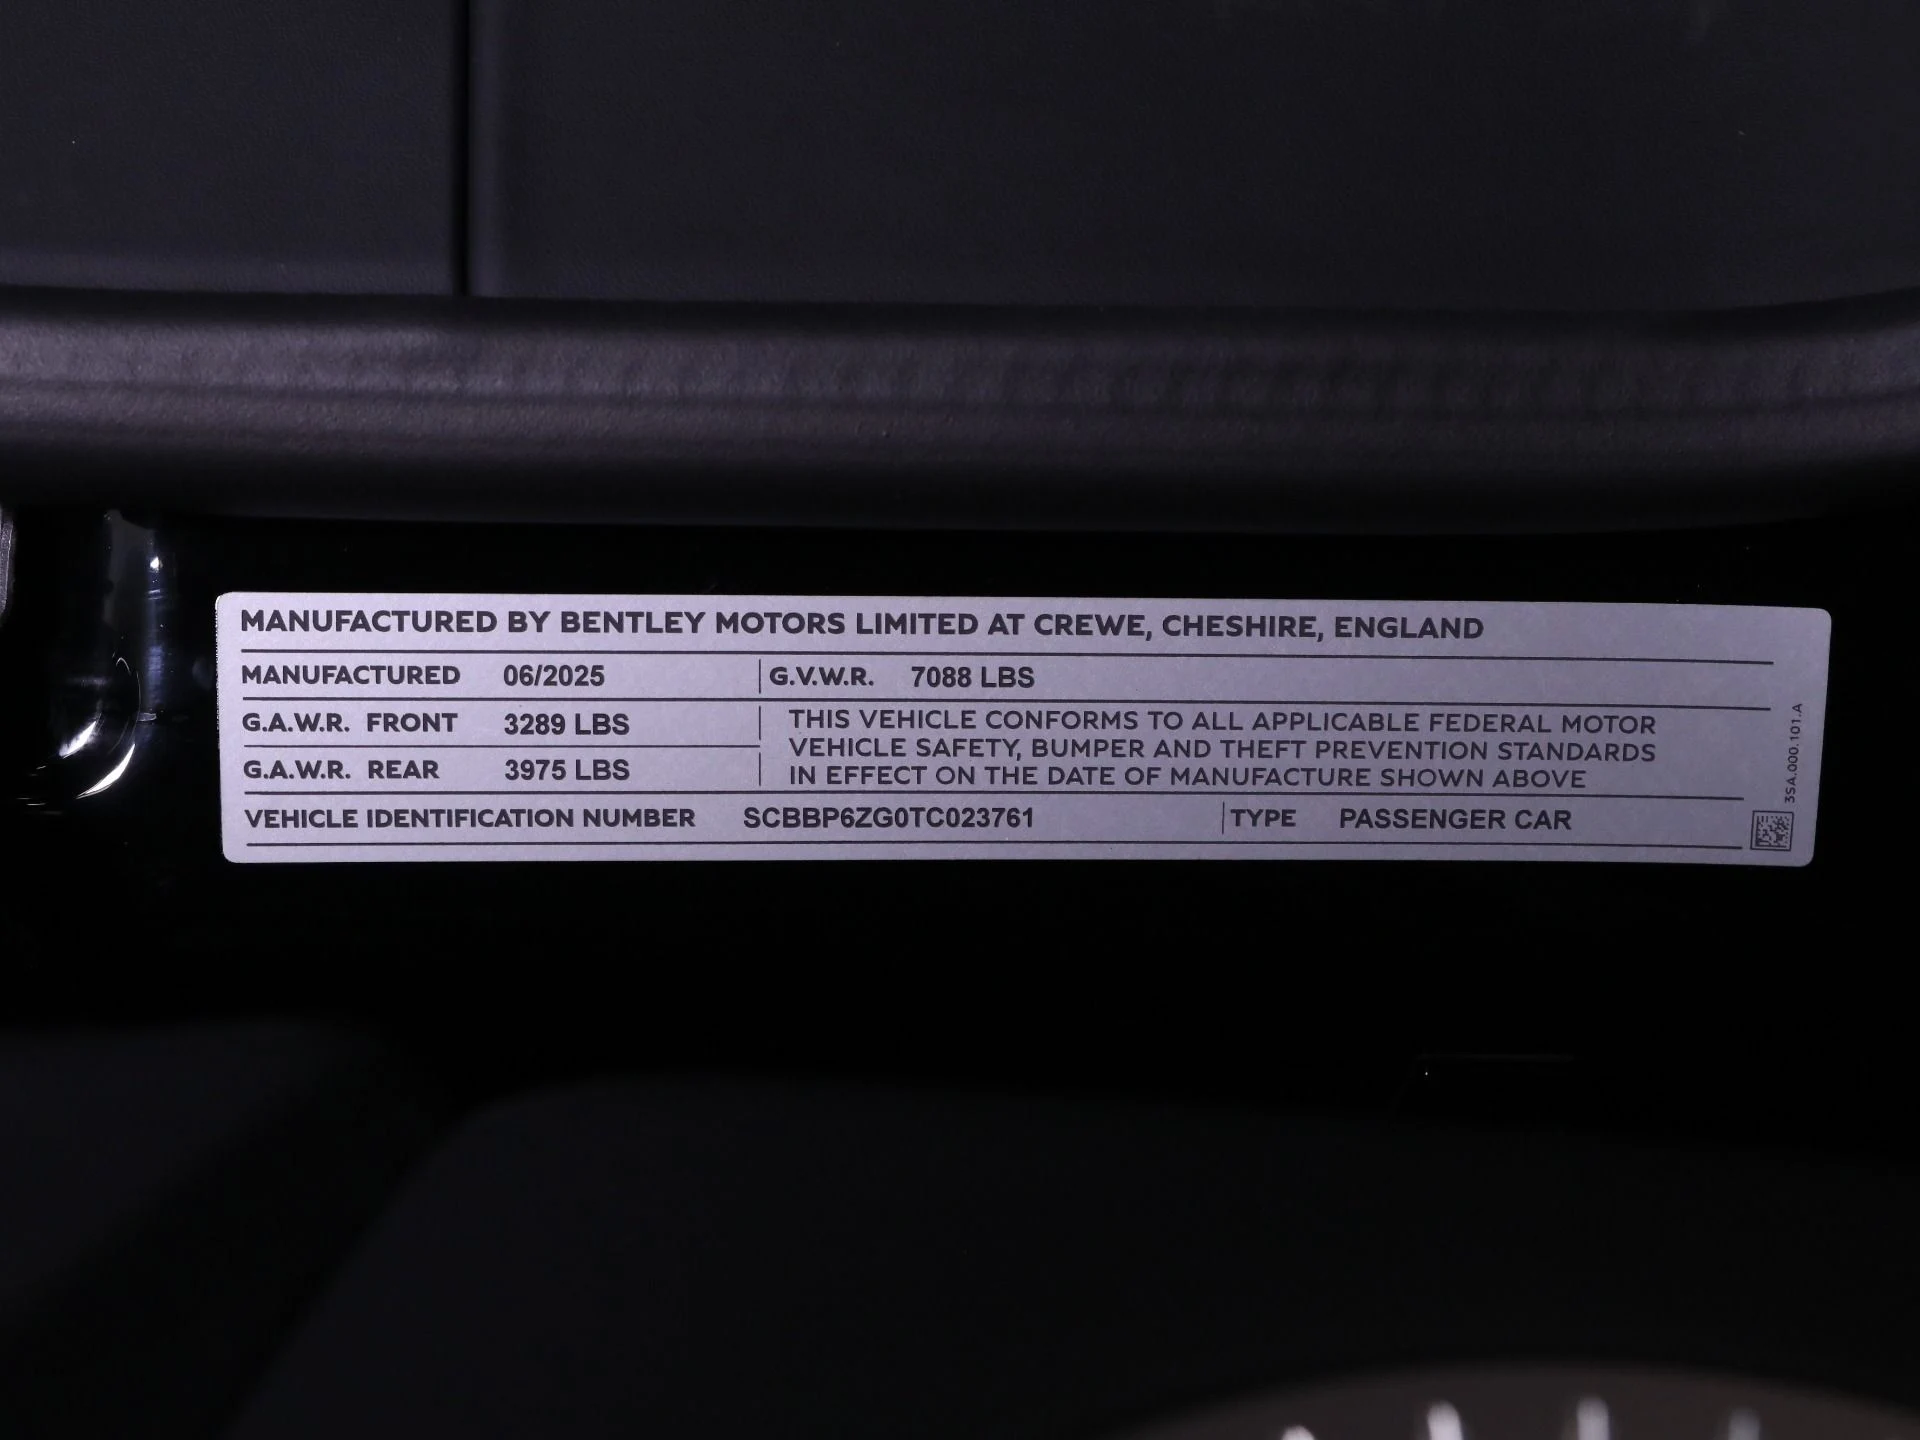 MANUFACTURED BY BENTLEY MOTORS LIMITED AT CREWE, CHESHIRE, ENGLAND
MANUFACTURED 06/2025 G.V.W.R. 7088 LBS
G.A.W.R. FRONT 3289 LBS
G.A.W.R. REAR 3975 LBS
THIS VEHICLE CONFORMS TO ALL APPLICABLE FEDERAL MOTOR
VEHICLE SAFETY, BUMPER AND THEFT PREVENTION STANDARDS
IN EFFECT ON THE DATE OF MANUFACTURE SHOWN ABOVE
VEHICLE IDENTIFICATION NUMBER SCBBP6ZG0TC023761 TYPE PASSENGER CAR
3SA.000.101.A